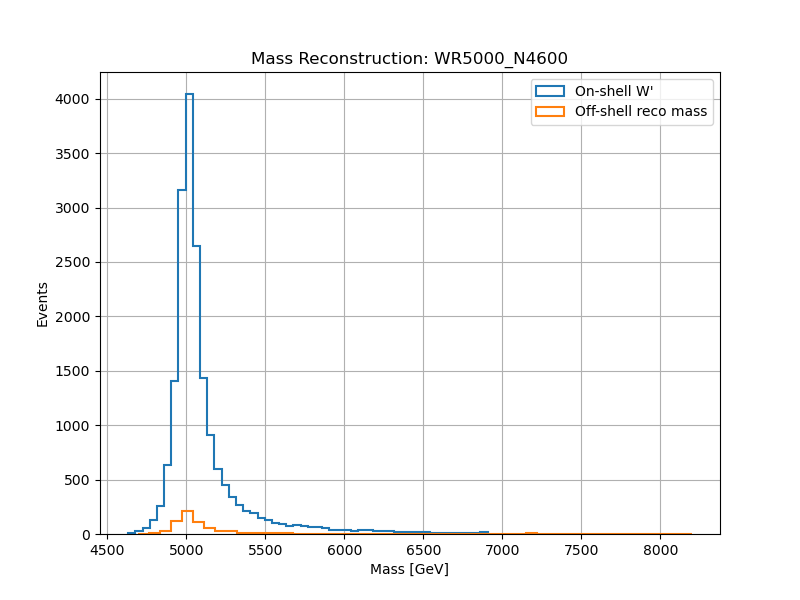 Mass Reconstruction: WR5000_N4600
On-shell W'
Off-shell reco mass
4000
3500
3000
2500
2000
1500
1000
500
0
Events
4500 5000 5500 6000 6500 7000 7500 8000
Mass [GeV]